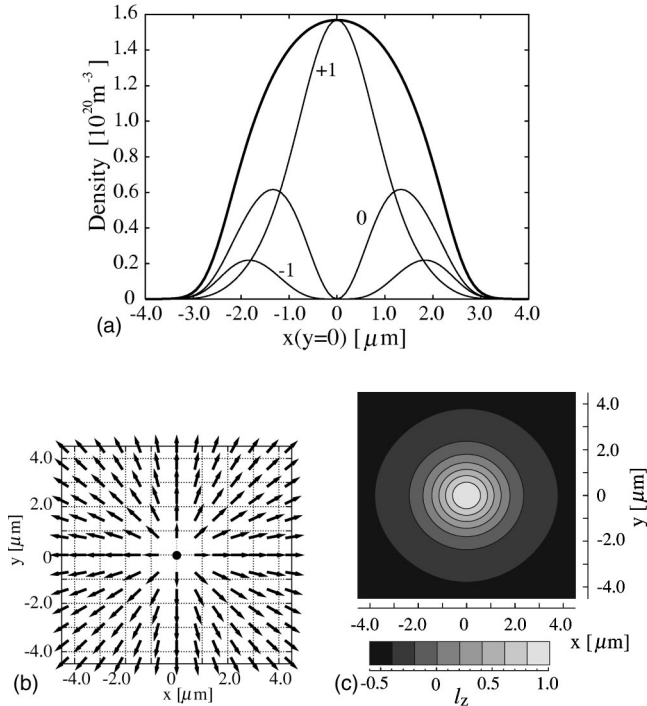 1.6
1.4
1.2
1.0
0.8
0.6
0.4
0.2
0
Density [10²⁰m⁻³]
+1
0
-1
-4.0 -3.0 -2.0 -1.0 0 1.0 2.0 3.0 4.0
x(y=0) [μm]
(a)
4.0
2.0
0
-2.0
-4.0
y [μm]
-4.0 -2.0 0 2.0 4.0
x [μm]
(b)
4.0
2.0
0
-2.0
-4.0
y [μm]
-4.0 -2.0 0 2.0 4.0
x [μm]
-0.5 0 0.5 1.0
l_z
(c)